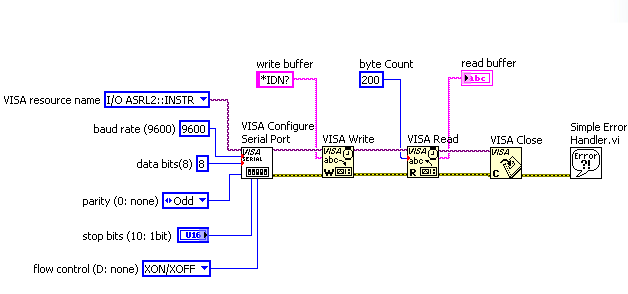 write buffer
byte Count
read buffer
*IDN?
200
abc
VISA resource name
I/O ASRL2::INSTR
baud rate (9600)
9600
VISA Configure
Serial Port
VISA Write
VISA Read
VISA Close
Simple Error
Handler.vi
VISA
SERIAL
VISA
abc
W
VISA
abc
R
VISA
C
Error
?!
data bits(8)
8
parity (0: none)
Odd
stop bits (10: 1bit)
U16
flow control (D: none)
XON/XOFF